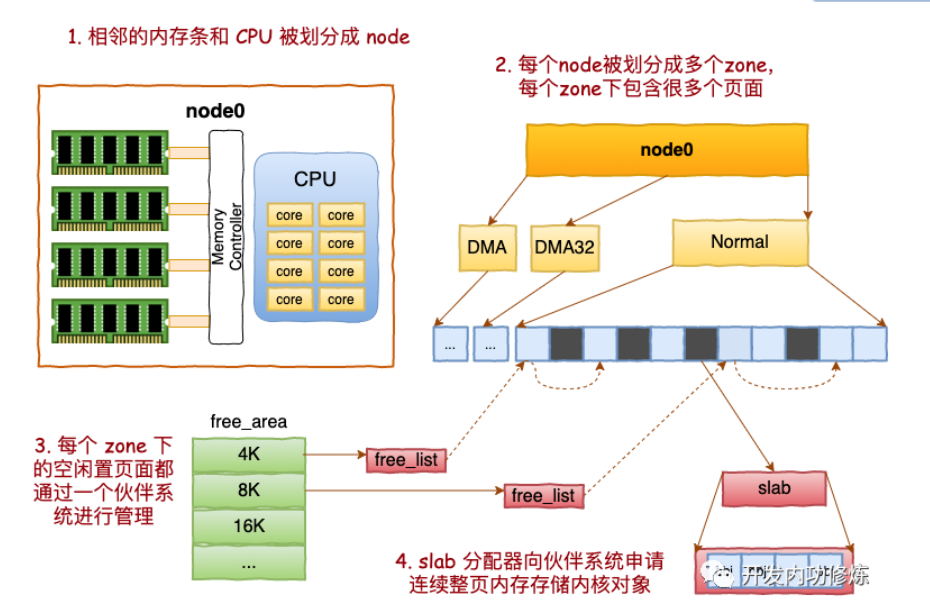 1. 相邻的内存条和 CPU 被划分成 node
2. 每个node被划分成多个zone,
每个zone下包含很多个页面
node0
Memory
Controller
CPU
core core
core core
core core
core core
node0
DMA
DMA32
Normal
...
...
3. 每个 zone 下
的空闲置页面都
通过一个伙伴系
统进行管理
free_area
4K
8K
16K
...
free_list
free_list
slab
4. slab 分配器向伙伴系统申请
连续整页内存存储内核对象
开发内功修炼